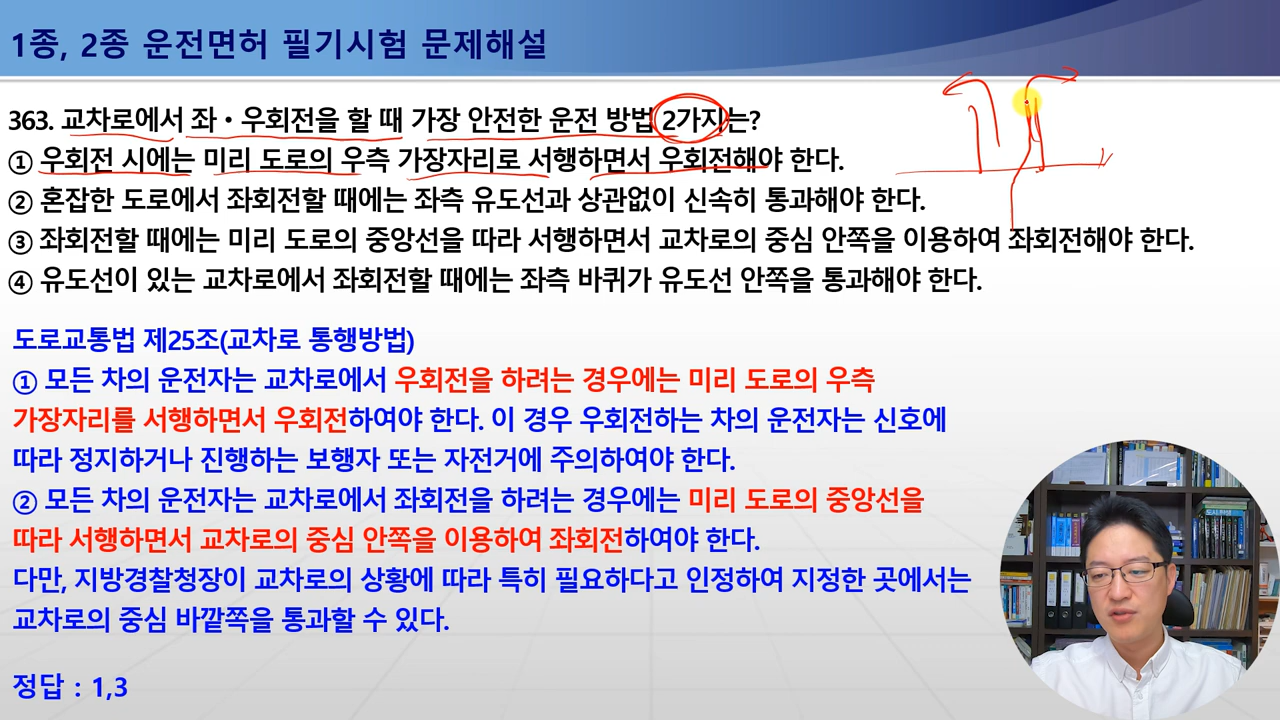 1종, 2종 운전면허 필기시험 문제해설
363. 교차로에서 좌・우회전을 할 때 가장 안전한 운전 방법 2가지는?
① 우회전 시에는 미리 도로의 우측 가장자리로 서행하면서 우회전해야 한다.
② 혼잡한 도로에서 좌회전할 때에는 좌측 유도선과 상관없이 신속히 통과해야 한다.
③ 좌회전할 때에는 미리 도로의 중앙선을 따라 서행하면서 교차로의 중심 안쪽을 이용하여 좌회전해야 한다.
④ 유도선이 있는 교차로에서 좌회전할 때에는 좌측 바퀴가 유도선 안쪽을 통과해야 한다.
도로교통법 제25조(교차로 통행방법)
① 모든 차의 운전자는 교차로에서 우회전을 하려는 경우에는 미리 도로의 우측
가장자리를 서행하면서 우회전하여야 한다. 이 경우 우회전하는 차의 운전자는 신호에
따라 정지하거나 진행하는 보행자 또는 자전거에 주의하여야 한다.
② 모든 차의 운전자는 교차로에서 좌회전을 하려는 경우에는 미리 도로의 중앙선을
따라 서행하면서 교차로의 중심 안쪽을 이용하여 좌회전하여야 한다.
다만, 지방경찰청장이 교차로의 상황에 따라 특히 필요하다고 인정하여 지정한 곳에서는
교차로의 중심 바깥쪽을 통과할 수 있다.
정답 : 1,3